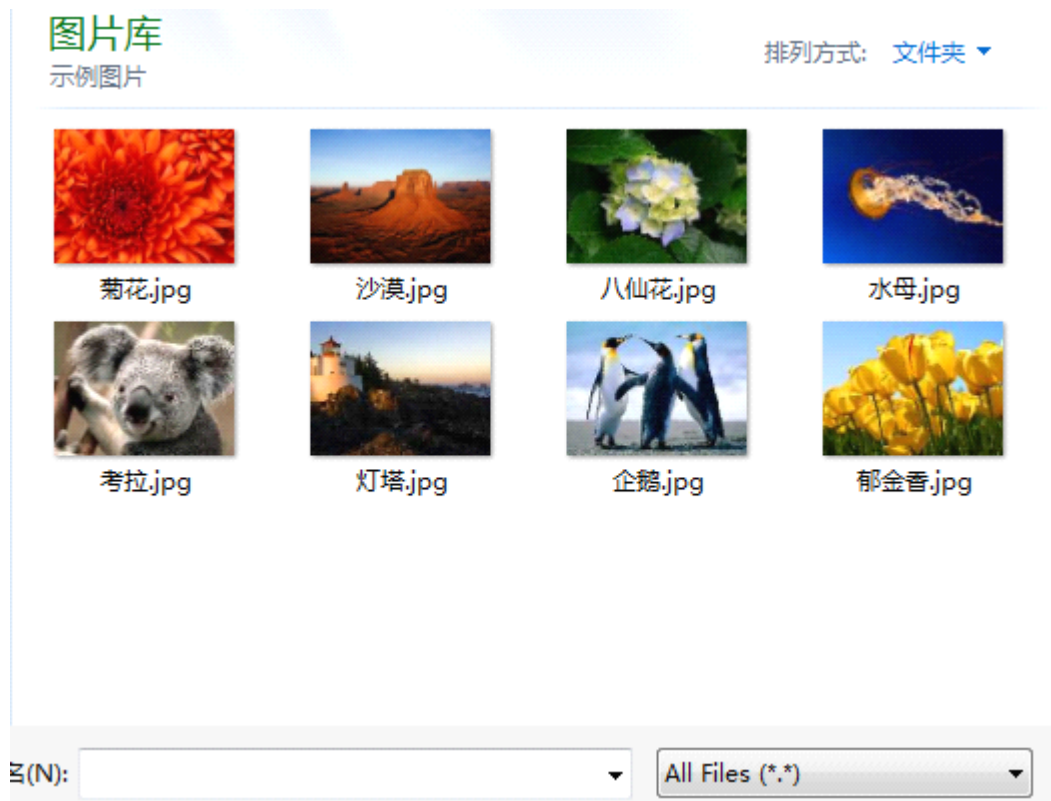 图片库
示例图片
排列方式: 文件夹
菊花.jpg
沙漠.jpg
八仙花.jpg
水母.jpg
考拉.jpg
灯塔.jpg
企鹅.jpg
郁金香.jpg
名(N):
All Files (*.*)